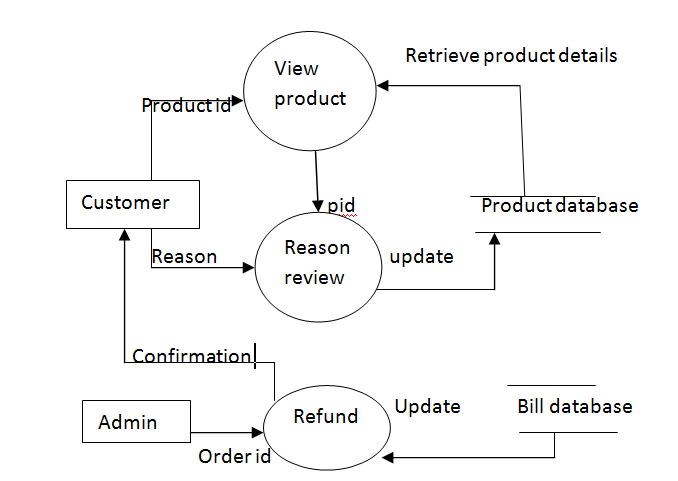 View
product
Retrieve product details
Product id
Customer
pid
Product database
Reason
Reason
review
update
Confirmation
Admin
Refund
Update
Bill database
Order id